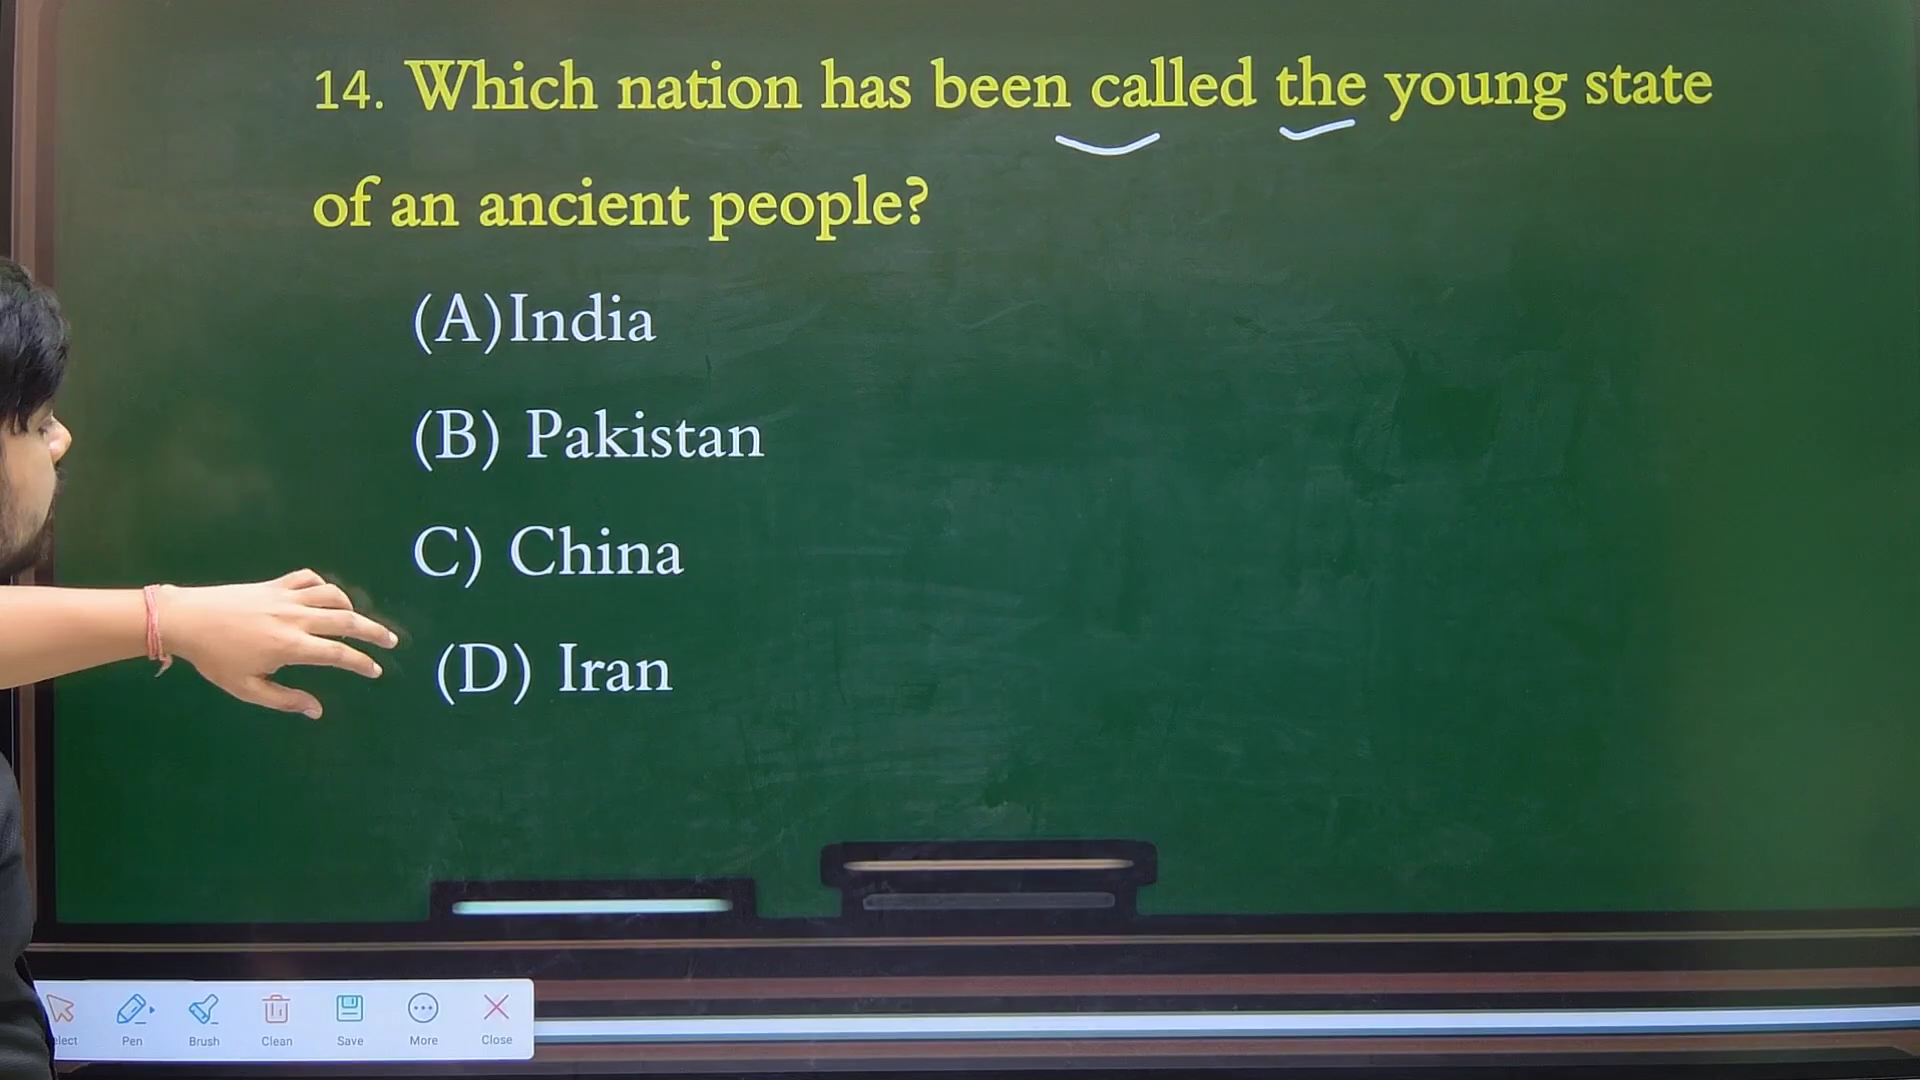 14. Which nation has been called the young state
of an ancient people?
(A)India
(B) Pakistan
C) China
(D) Iran
Pen Brush Clean Save More Close